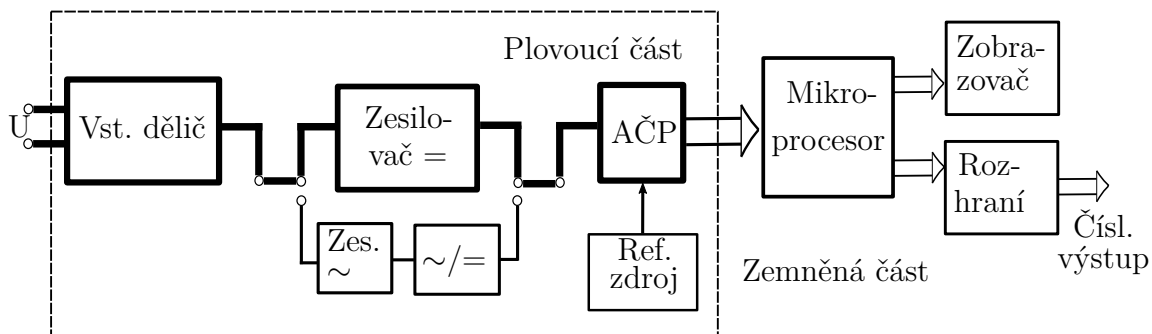 Plovoucí část
U
Vst. dělič
Zesilo-
vač =
AČP
Mikro-
procesor
Zobra-
zovač
Roz-
hraní
Zes.
~
~/=
Ref.
zdroj
Zemněná část
Čísl.
výstup